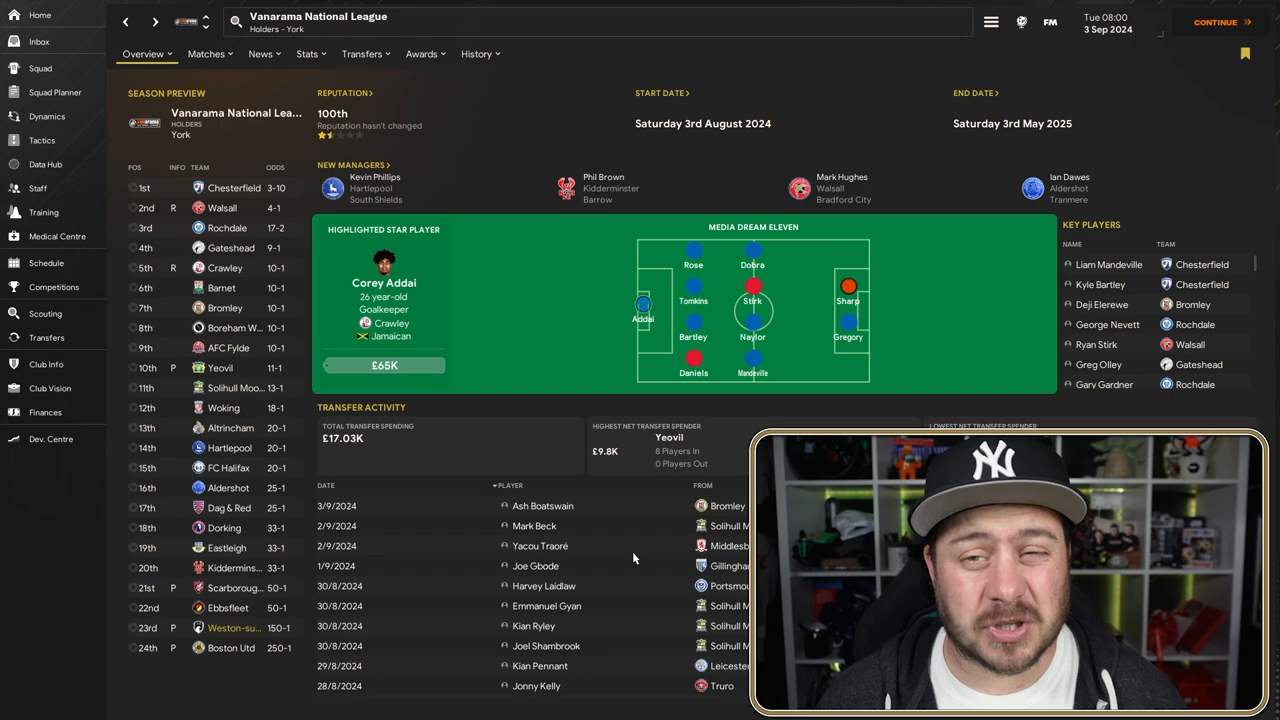 Home
Inbox
Squad
Squad Planner
Dynamics
Tactics
Data Hub
Staff
Training
Medical Centre
Schedule
Competitions
Scouting
Transfers
Club Info
Club Vision
Finances
Dev. Centre
Vanarama National League
Holders - York
FM
Tue 08:00
3 Sep 2024
CONTINUE
Overview
Matches
News
Stats
Transfers
Awards
History
SEASON PREVIEW
Vanarama National Lea...
HOLDERS
York
POS INFO TEAM ODDS
1st Chesterfield 3-10
2nd R Walsall 4-1
3rd Rochdale 17-2
4th Gateshead 9-1
5th R Crawley 10-1
6th Barnet 10-1
7th Bromley 10-1
8th Boreham W... 10-1
9th AFC Fylde 10-1
10th P Yeovil 11-1
11th Solihull Moo... 13-1
12th Woking 18-1
13th Altrincham 20-1
14th Hartlepool 20-1
15th FC Halifax 20-1
16th Aldershot 25-1
17th Dag & Red 25-1
18th Dorking 33-1
19th Eastleigh 33-1
20th Kiddermins... 33-1
21st P Scarboroug... 50-1
22nd Ebbsfleet 50-1
23rd P Weston-su... 150-1
24th P Boston Utd 250-1
REPUTATION
100th
Reputation hasn't changed
START DATE
Saturday 3rd August 2024
END DATE
Saturday 3rd May 2025
NEW MANAGERS
Kevin Phillips
Hartlepool
South Shields
Phil Brown
Kidderminster
Barrow
Mark Hughes
Walsall
Bradford City
Ian Dawes
Aldershot
Tranmere
HIGHLIGHTED STAR PLAYER
Corey Addai
26 year-old
Goalkeeper
Crawley
Jamaican
£65K
MEDIA DREAM ELEVEN
Rose
Dobra
Tomkins
Stirk
Sharp
Addai
Bartley
Naylor
Gregory
Daniels
Mandeville
KEY PLAYERS
NAME TEAM
Liam Mandeville Chesterfield
Kyle Bartley Chesterfield
Deji Elerewe Bromley
George Nevett Rochdale
Ryan Stirk Walsall
Greg Olley Gateshead
Gary Gardner Rochdale
TRANSFER ACTIVITY
TOTAL TRANSFER SPENDING
£17.03K
HIGHEST NET TRANSFER SPENDER
Yeovil
£9.8K
8 Players In
0 Players Out
LOWEST NET TRANSFER SPENDER
DATE PLAYER FROM
3/9/2024 Ash Boatswain Bromley
2/9/2024 Mark Beck Solihull M
2/9/2024 Yacou Traoré Middlesb
1/9/2024 Joe Gbode Gillingha
30/8/2024 Harvey Laidlaw Portsmou
30/8/2024 Emmanuel Gyan Solihull M
30/8/2024 Kian Ryley Solihull M
30/8/2024 Joel Shambrook Solihull M
29/8/2024 Kian Pennant Leicester
28/8/2024 Jonny Kelly Truro
NY